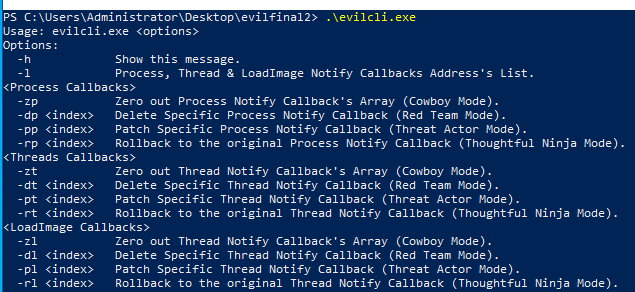 PS C:\Users\Administrator\Desktop\evilfinal2> .\evilcli.exe
Usage: evilcli.exe <options>
Options:
-h Show this message.
-l Process, Thread & LoadImage Notify Callbacks Address's List.
<Process Callbacks>
-zp Zero out Process Notify Callback's Array (Cowboy Mode).
-dp <index> Delete Specific Process Notify Callback (Red Team Mode).
-pp <index> Patch Specific Process Notify Callback (Threat Actor Mode).
-rp <index> Rollback to the original Process Notify Callback (Thoughtful Ninja Mode).
<Threads Callbacks>
-zt Zero out Thread Notify Callback's Array (Cowboy Mode).
-dt <index> Delete Specific Thread Notify Callback (Red Team Mode).
-pt <index> Patch Specific Thread Notify Callback (Threat Actor Mode).
-rt <index> Rollback to the original Thread Notify Callback (Thoughtful Ninja Mode).
<LoadImage Callbacks>
-zl Zero out Thread Notify Callback's Array (Cowboy Mode).
-dl <index> Delete Specific Thread Notify Callback (Red Team Mode).
-pl <index> Patch Specific Thread Notify Callback (Threat Actor Mode).
-rl <index> Rollback to the original Thread Notify Callback (Thoughtful Ninja Mode).